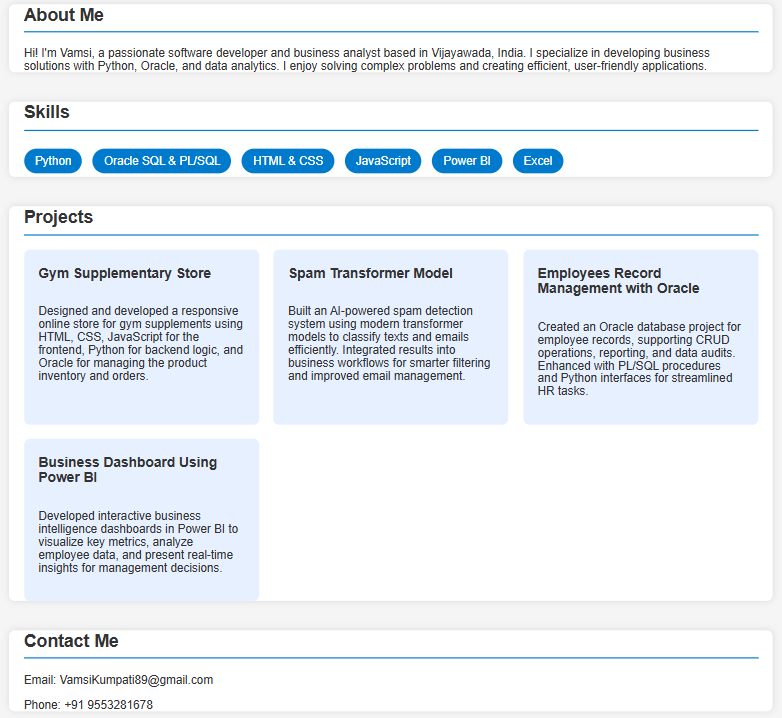 About Me
Hi! I'm Vamsi, a passionate software developer and business analyst based in Vijayawada, India. I specialize in developing business
solutions with Python, Oracle, and data analytics. I enjoy solving complex problems and creating efficient, user-friendly applications.
Skills
Python
Oracle SQL & PL/SQL
HTML & CSS
JavaScript
Power BI
Excel
Projects
Gym Supplementary Store
Designed and developed a responsive
online store for gym supplements using
HTML, CSS, JavaScript for the
frontend, Python for backend logic, and
Oracle for managing the product
inventory and orders.
Spam Transformer Model
Built an AI-powered spam detection
system using modern transformer
models to classify texts and emails
efficiently. Integrated results into
business workflows for smarter filtering
and improved email management.
Employees Record
Management with Oracle
Created an Oracle database project for
employee records, supporting CRUD
operations, reporting, and data audits.
Enhanced with PL/SQL procedures
and Python interfaces for streamlined
HR tasks.
Business Dashboard Using
Power BI
Developed interactive business
intelligence dashboards in Power BI to
visualize key metrics, analyze
employee data, and present real-time
insights for management decisions.
Contact Me
Email: VamsiKumpati89@gmail.com
Phone: +91 9553281678